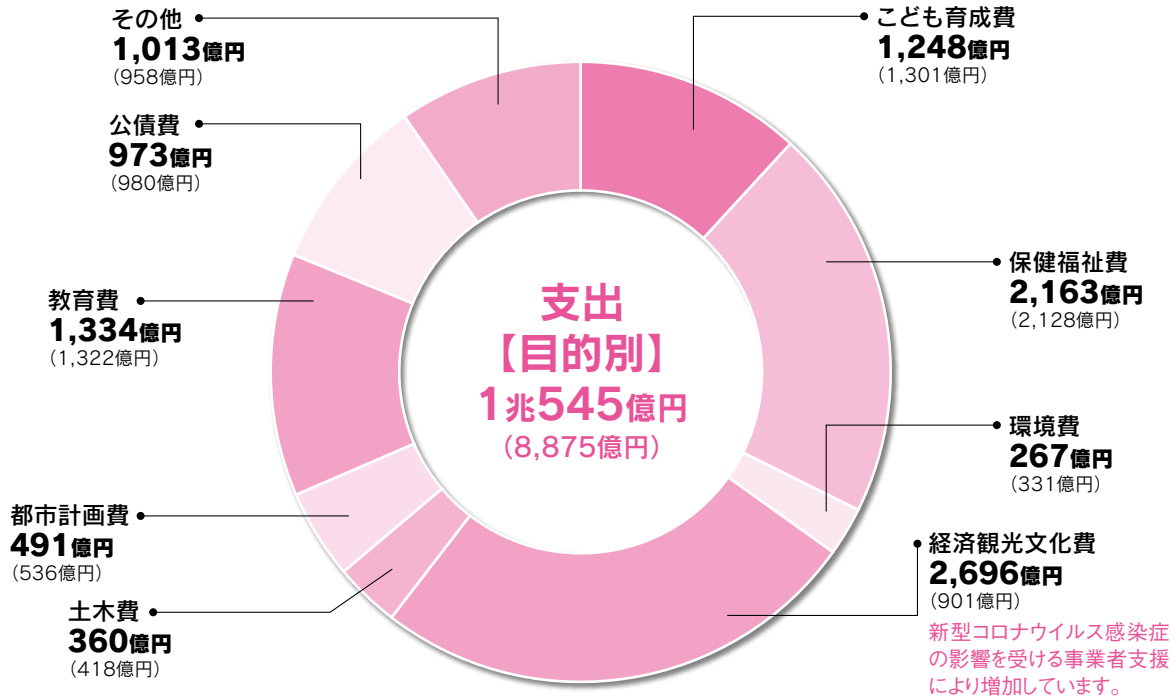 支出
【目的別】
1兆545億円
(8,875億円)
こども育成費
1,248億円
(1,301億円)
保健福祉費
2,163億円
(2,128億円)
環境費
267億円
(331億円)
経済観光文化費
2,696億円
(901億円)
新型コロナウイルス感染症
の影響を受ける事業者支援
により増加しています。
土木費
360億円
(418億円)
都市計画費
491億円
(536億円)
教育費
1,334億円
(1,322億円)
公債費
973億円
(980億円)
その他
1,013億円
(958億円)